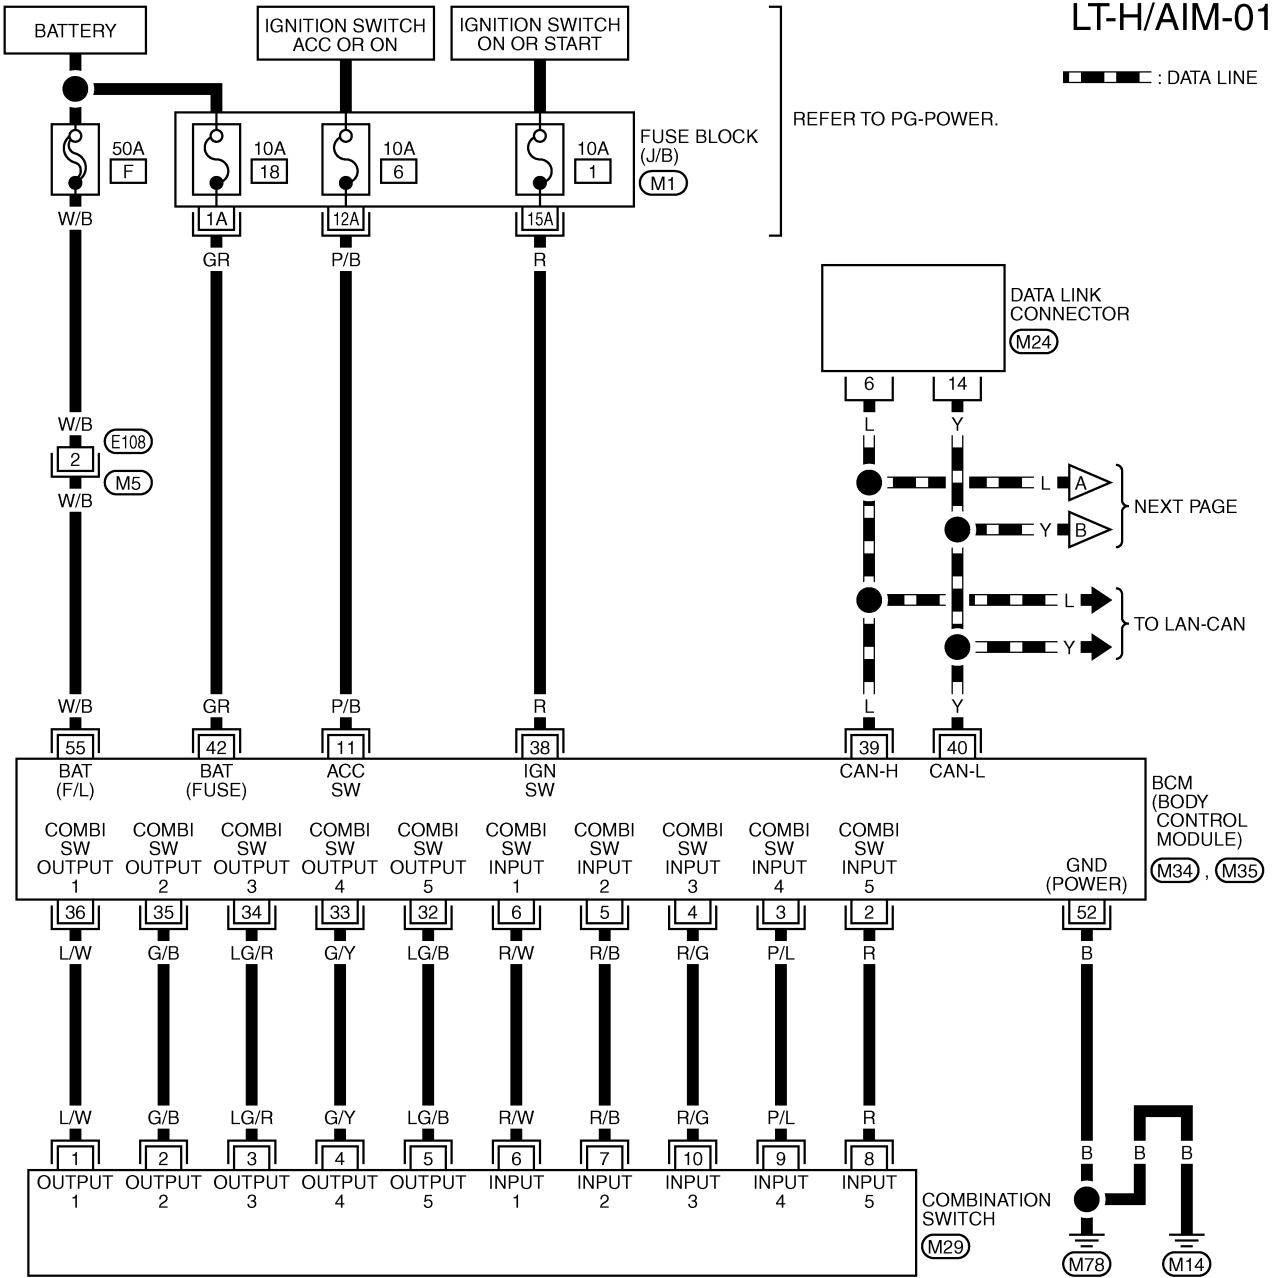 LT-H/AIM-01
: DATA LINE
BATTERY
IGNITION SWITCH
ACC OR ON
IGNITION SWITCH
ON OR START
REFER TO PG-POWER.
50A
F
10A
18
10A
6
10A
1
FUSE BLOCK
(J/B)
M1
1A
12A
15A
W/B
GR
P/B
R
DATA LINK
CONNECTOR
M24
6
14
L
Y
W/B
E108
2
M5
W/B
L
A
Y
B
NEXT PAGE
L
Y
TO LAN-CAN
W/B
GR
P/B
R
L
Y
55
42
11
38
39
40
BAT
(F/L)
BAT
(FUSE)
ACC
SW
IGN
SW
CAN-H
CAN-L
BCM
(BODY
CONTROL
MODULE)
M34 , M35
COMBI
SW
OUTPUT
1
COMBI
SW
OUTPUT
2
COMBI
SW
OUTPUT
3
COMBI
SW
OUTPUT
4
COMBI
SW
OUTPUT
5
COMBI
SW
INPUT
1
COMBI
SW
INPUT
2
COMBI
SW
INPUT
3
COMBI
SW
INPUT
4
COMBI
SW
INPUT
5
GND
(POWER)
36
35
34
33
32
6
5
4
3
2
52
L/W
G/B
LG/R
G/Y
LG/B
R/W
R/B
R/G
P/L
R
B
L/W
G/B
LG/R
G/Y
LG/B
R/W
R/B
R/G
P/L
R
B
B
B
1
2
3
4
5
6
7
10
9
8
OUTPUT
1
OUTPUT
2
OUTPUT
3
OUTPUT
4
OUTPUT
5
INPUT
1
INPUT
2
INPUT
3
INPUT
4
INPUT
5
COMBINATION
SWITCH
M29
M78
M14